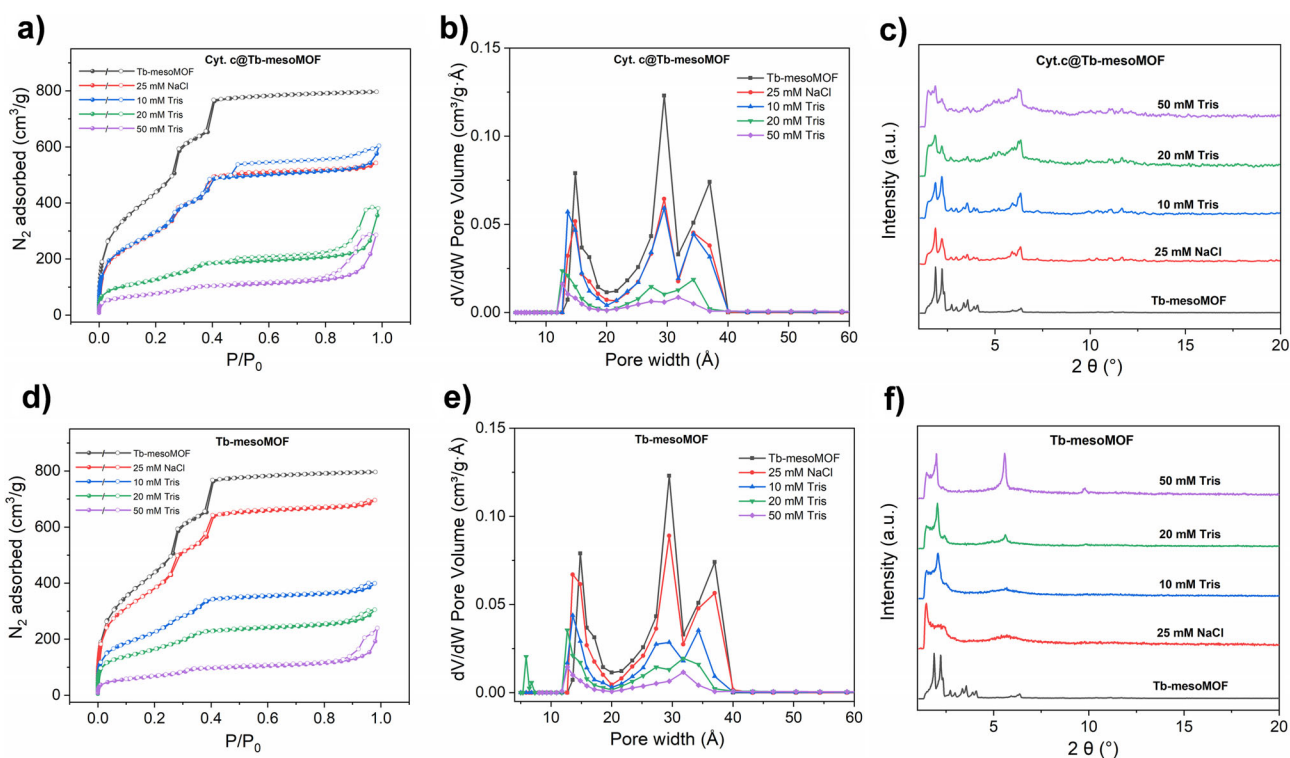 a)
Cyt. c@Tb-mesoMOF
Tb-mesoMOF
25 mM NaCl
10 mM Tris
20 mM Tris
50 mM Tris
N₂ adsorbed (cm³/g)
800
600
400
200
0
0.0 0.2 0.4 0.6 0.8 1.0
P/P₀
b)
Cyt. c@Tb-mesoMOF
Tb-mesoMOF
25 mM NaCl
10 mM Tris
20 mM Tris
50 mM Tris
dV/dW Pore Volume (cm³/g·Å)
0.15
0.10
0.05
0.00
10 20 30 40 50 60
Pore width (Å)
c)
Cyt.c@Tb-mesoMOF
50 mM Tris
20 mM Tris
10 mM Tris
25 mM NaCl
Tb-mesoMOF
Intensity (a.u.)
5 10 15 20
2 θ (°)
d)
Tb-mesoMOF
Tb-mesoMOF
25 mM NaCl
10 mM Tris
20 mM Tris
50 mM Tris
N₂ adsorbed (cm³/g)
800
600
400
200
0
0.0 0.2 0.4 0.6 0.8 1.0
P/P₀
e)
Tb-mesoMOF
Tb-mesoMOF
25 mM NaCl
10 mM Tris
20 mM Tris
50 mM Tris
dV/dW Pore Volume (cm³/g·Å)
0.15
0.10
0.05
0.00
10 20 30 40 50 60
Pore width (Å)
f)
Tb-mesoMOF
50 mM Tris
20 mM Tris
10 mM Tris
25 mM NaCl
Tb-mesoMOF
Intensity (a.u.)
5 10 15 20
2 θ (°)